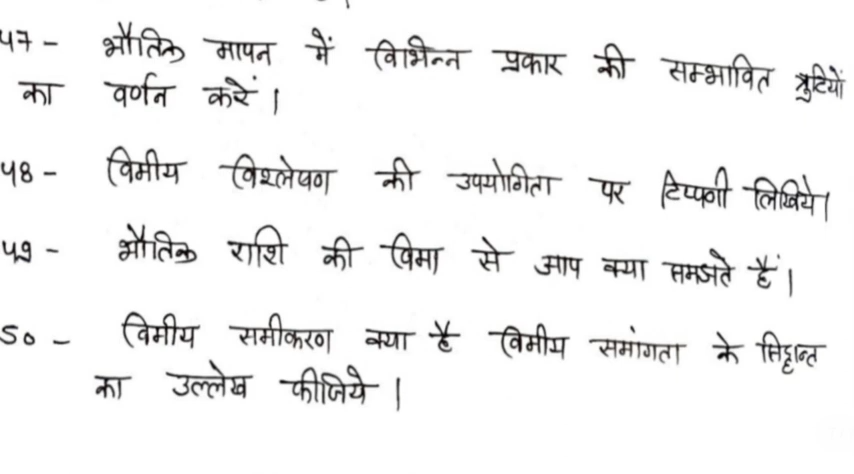 47 - भौतिक मापन में विभिन्न प्रकार की सम्भावित त्रुटियों
का वर्णन करें।
48 - विमीय विश्लेषण की उपयोगिता पर टिप्पणी लिखिये।
49 - भौतिक राशि की विमा से आप क्या समझते हैं।
50 - विमीय समीकरण क्या है विमीय समांगता के सिद्दान्त
का उल्लेख कीजिये।